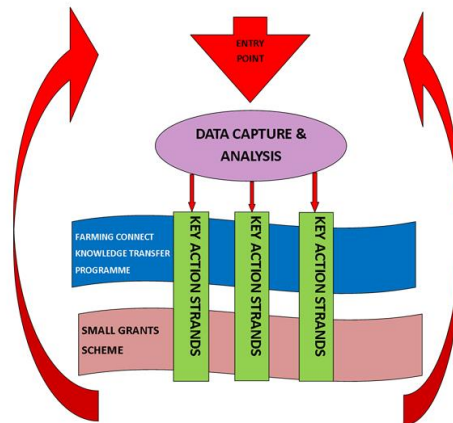 ENTRY
POINT
DATA CAPTURE &
ANALYSIS
FARMING CONNECT
KNOWLEDGE TRANSFER
PROGRAMME
KEY ACTION STRANDS
KEY ACTION STRANDS
KEY ACTION STRANDS
SMALL GRANTS
SCHEME